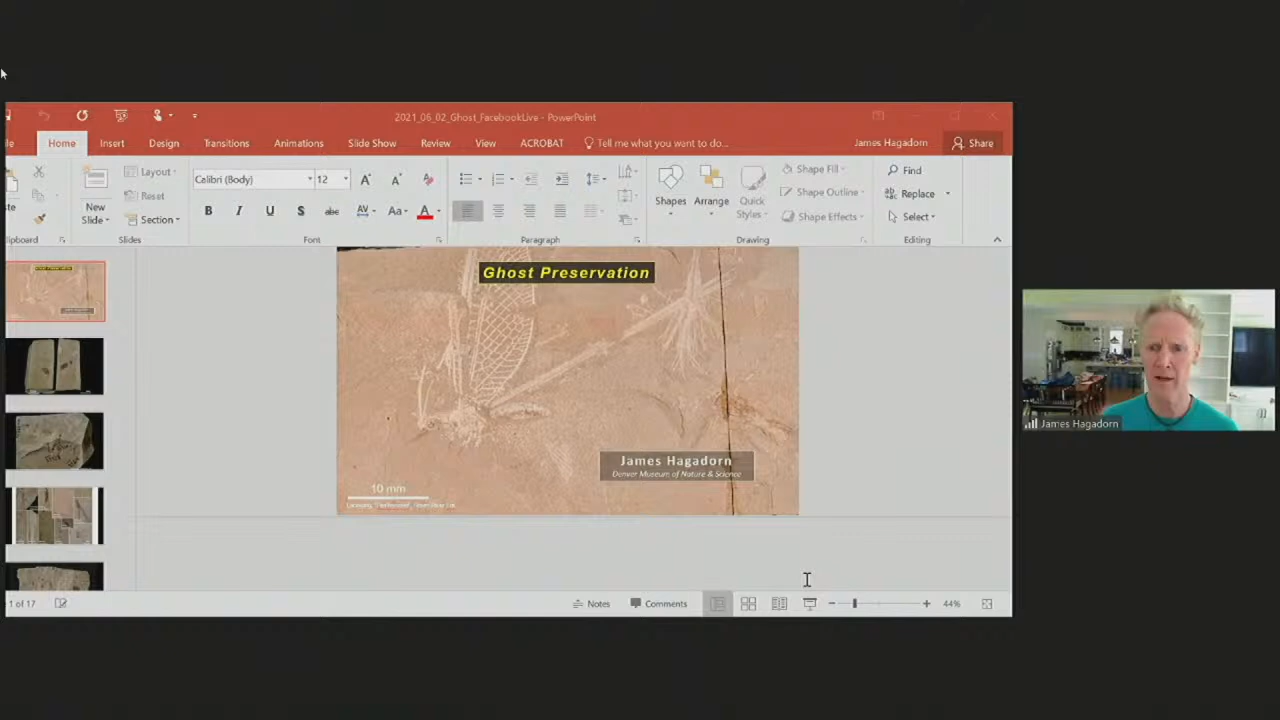 2021_06_02_Ghost_FacebookLive - PowerPoint
Home Insert Design Transitions Animations Slide Show Review View ACROBAT Tell me what you want to do... James Hagadorn Share
Layout
Reset
New Slide
Section
Slides
Calibri (Body) 12
B I U S abc AV Aa A
Font
Paragraph
Shapes
Arrange
Quick Styles
Shape Fill
Shape Outline
Shape Effects
Drawing
Find
Replace
Select
Editing
Ghost Preservation
James Hagadorn
Denver Museum of Nature & Science
10 mm
James Hagadorn
1 of 17
Notes
Comments
44%